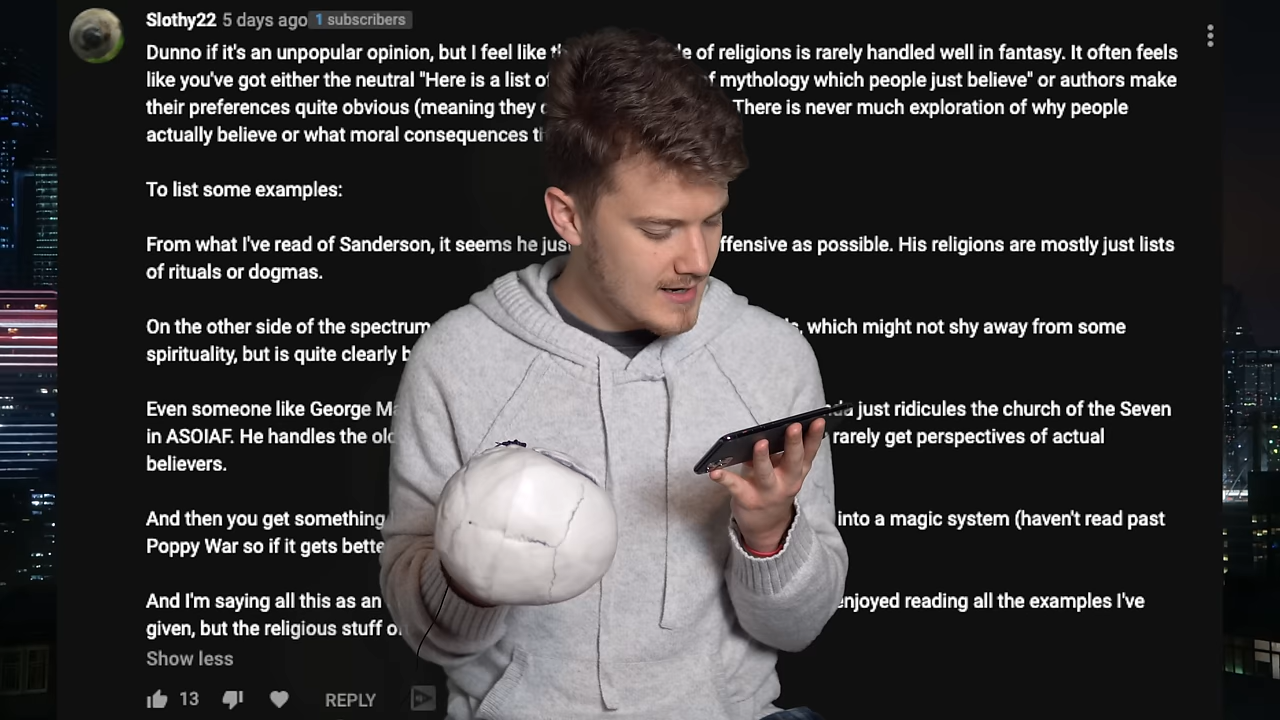 Slothy22 5 days ago 1 subscribers
Dunno if it's an unpopular opinion, but I feel like of religions is rarely handled well in fantasy. It often feels
like you've got either the neutral "Here is a list of mythology which people just believe" or authors make
their preferences quite obvious (meaning they There is never much exploration of why people
actually believe or what moral consequences
To list some examples:
From what I've read of Sanderson, it seems he as possible. His religions are mostly just lists
of rituals or dogmas.
On the other side of the spectrum which might not shy away from some
spirituality, but is quite clearly
Even someone like George just ridicules the church of the Seven
in ASOIAF. He handles the rarely get perspectives of actual
believers.
And then you get something into a magic system (haven't read past
Poppy War so if it gets
And I'm saying all this as an enjoyed reading all the examples I've
given, but the religious stuff
Show less
13 REPLY